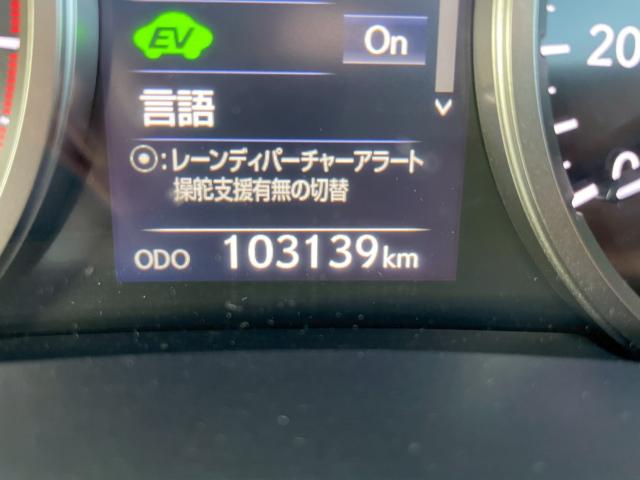 EV On
言語
⦿:レーンディパーチャーアラート
操舵支援有無の切替
ODO 103139km
20